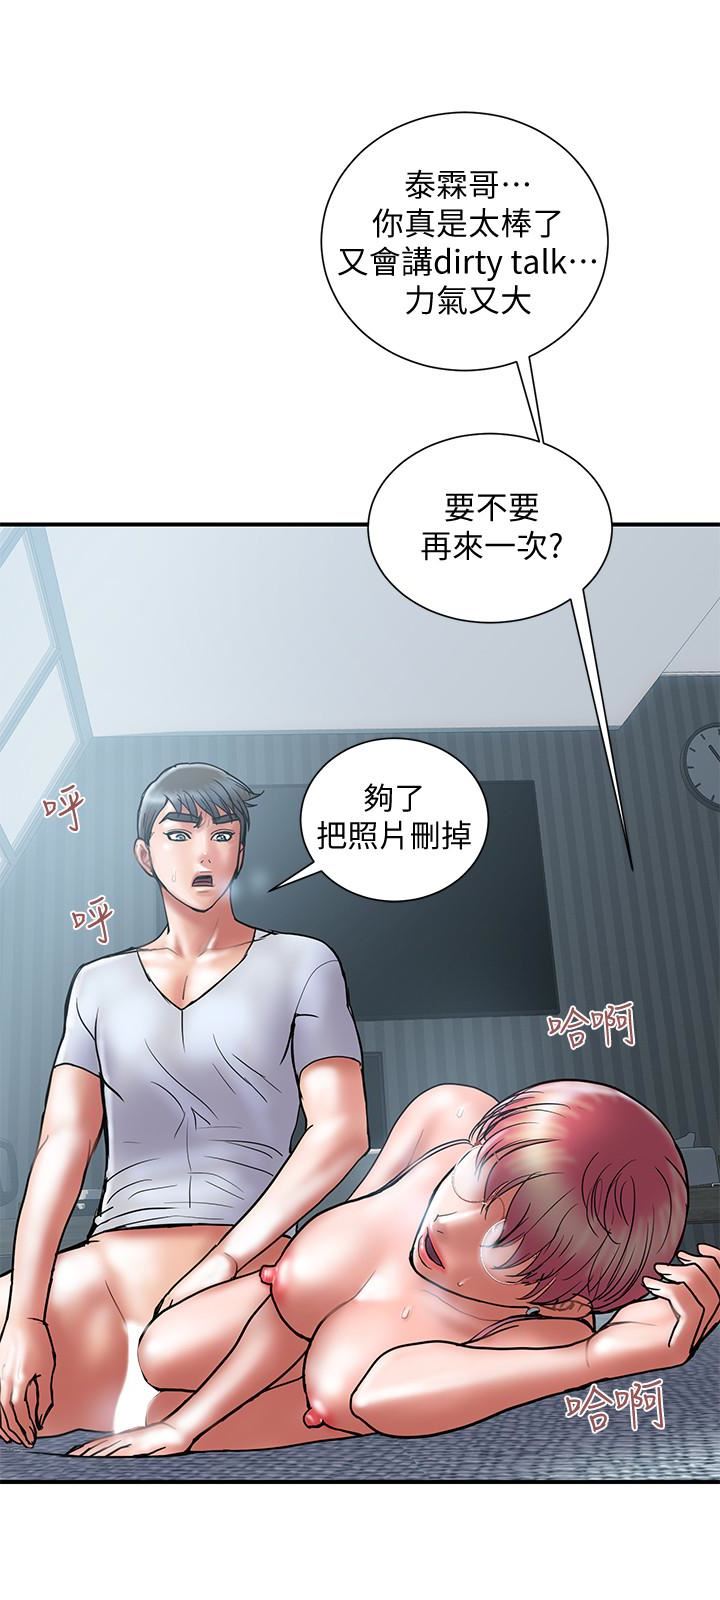 泰霖哥⋯
你真是太棒了
又會講dirty talk⋯
力氣又大
要不要
再來一次?
夠了
把照片刪掉
呼
呼
哈啊
哈啊